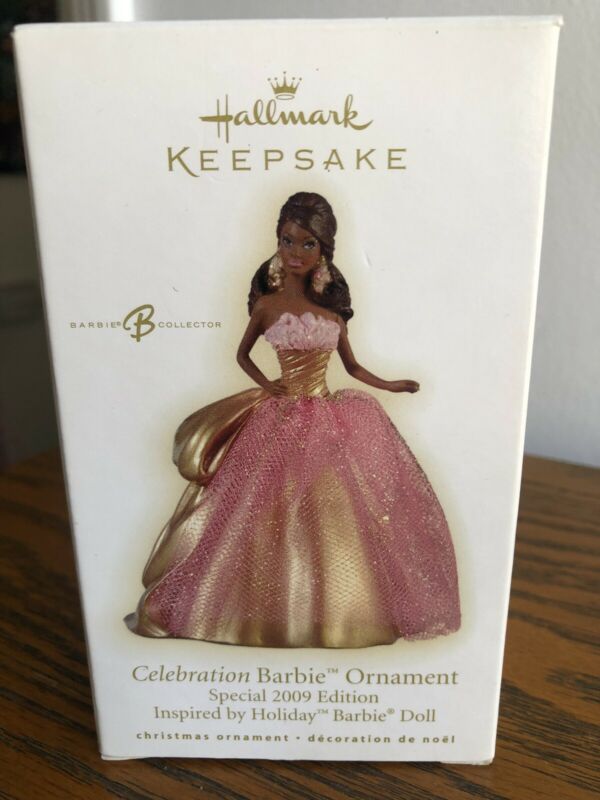 Hallmark
KEEPSAKE
BARBIE® B COLLECTOR
Celebration Barbie™ Ornament
Special 2009 Edition
Inspired by Holiday™ Barbie® Doll
christmas ornament • décoration de noël